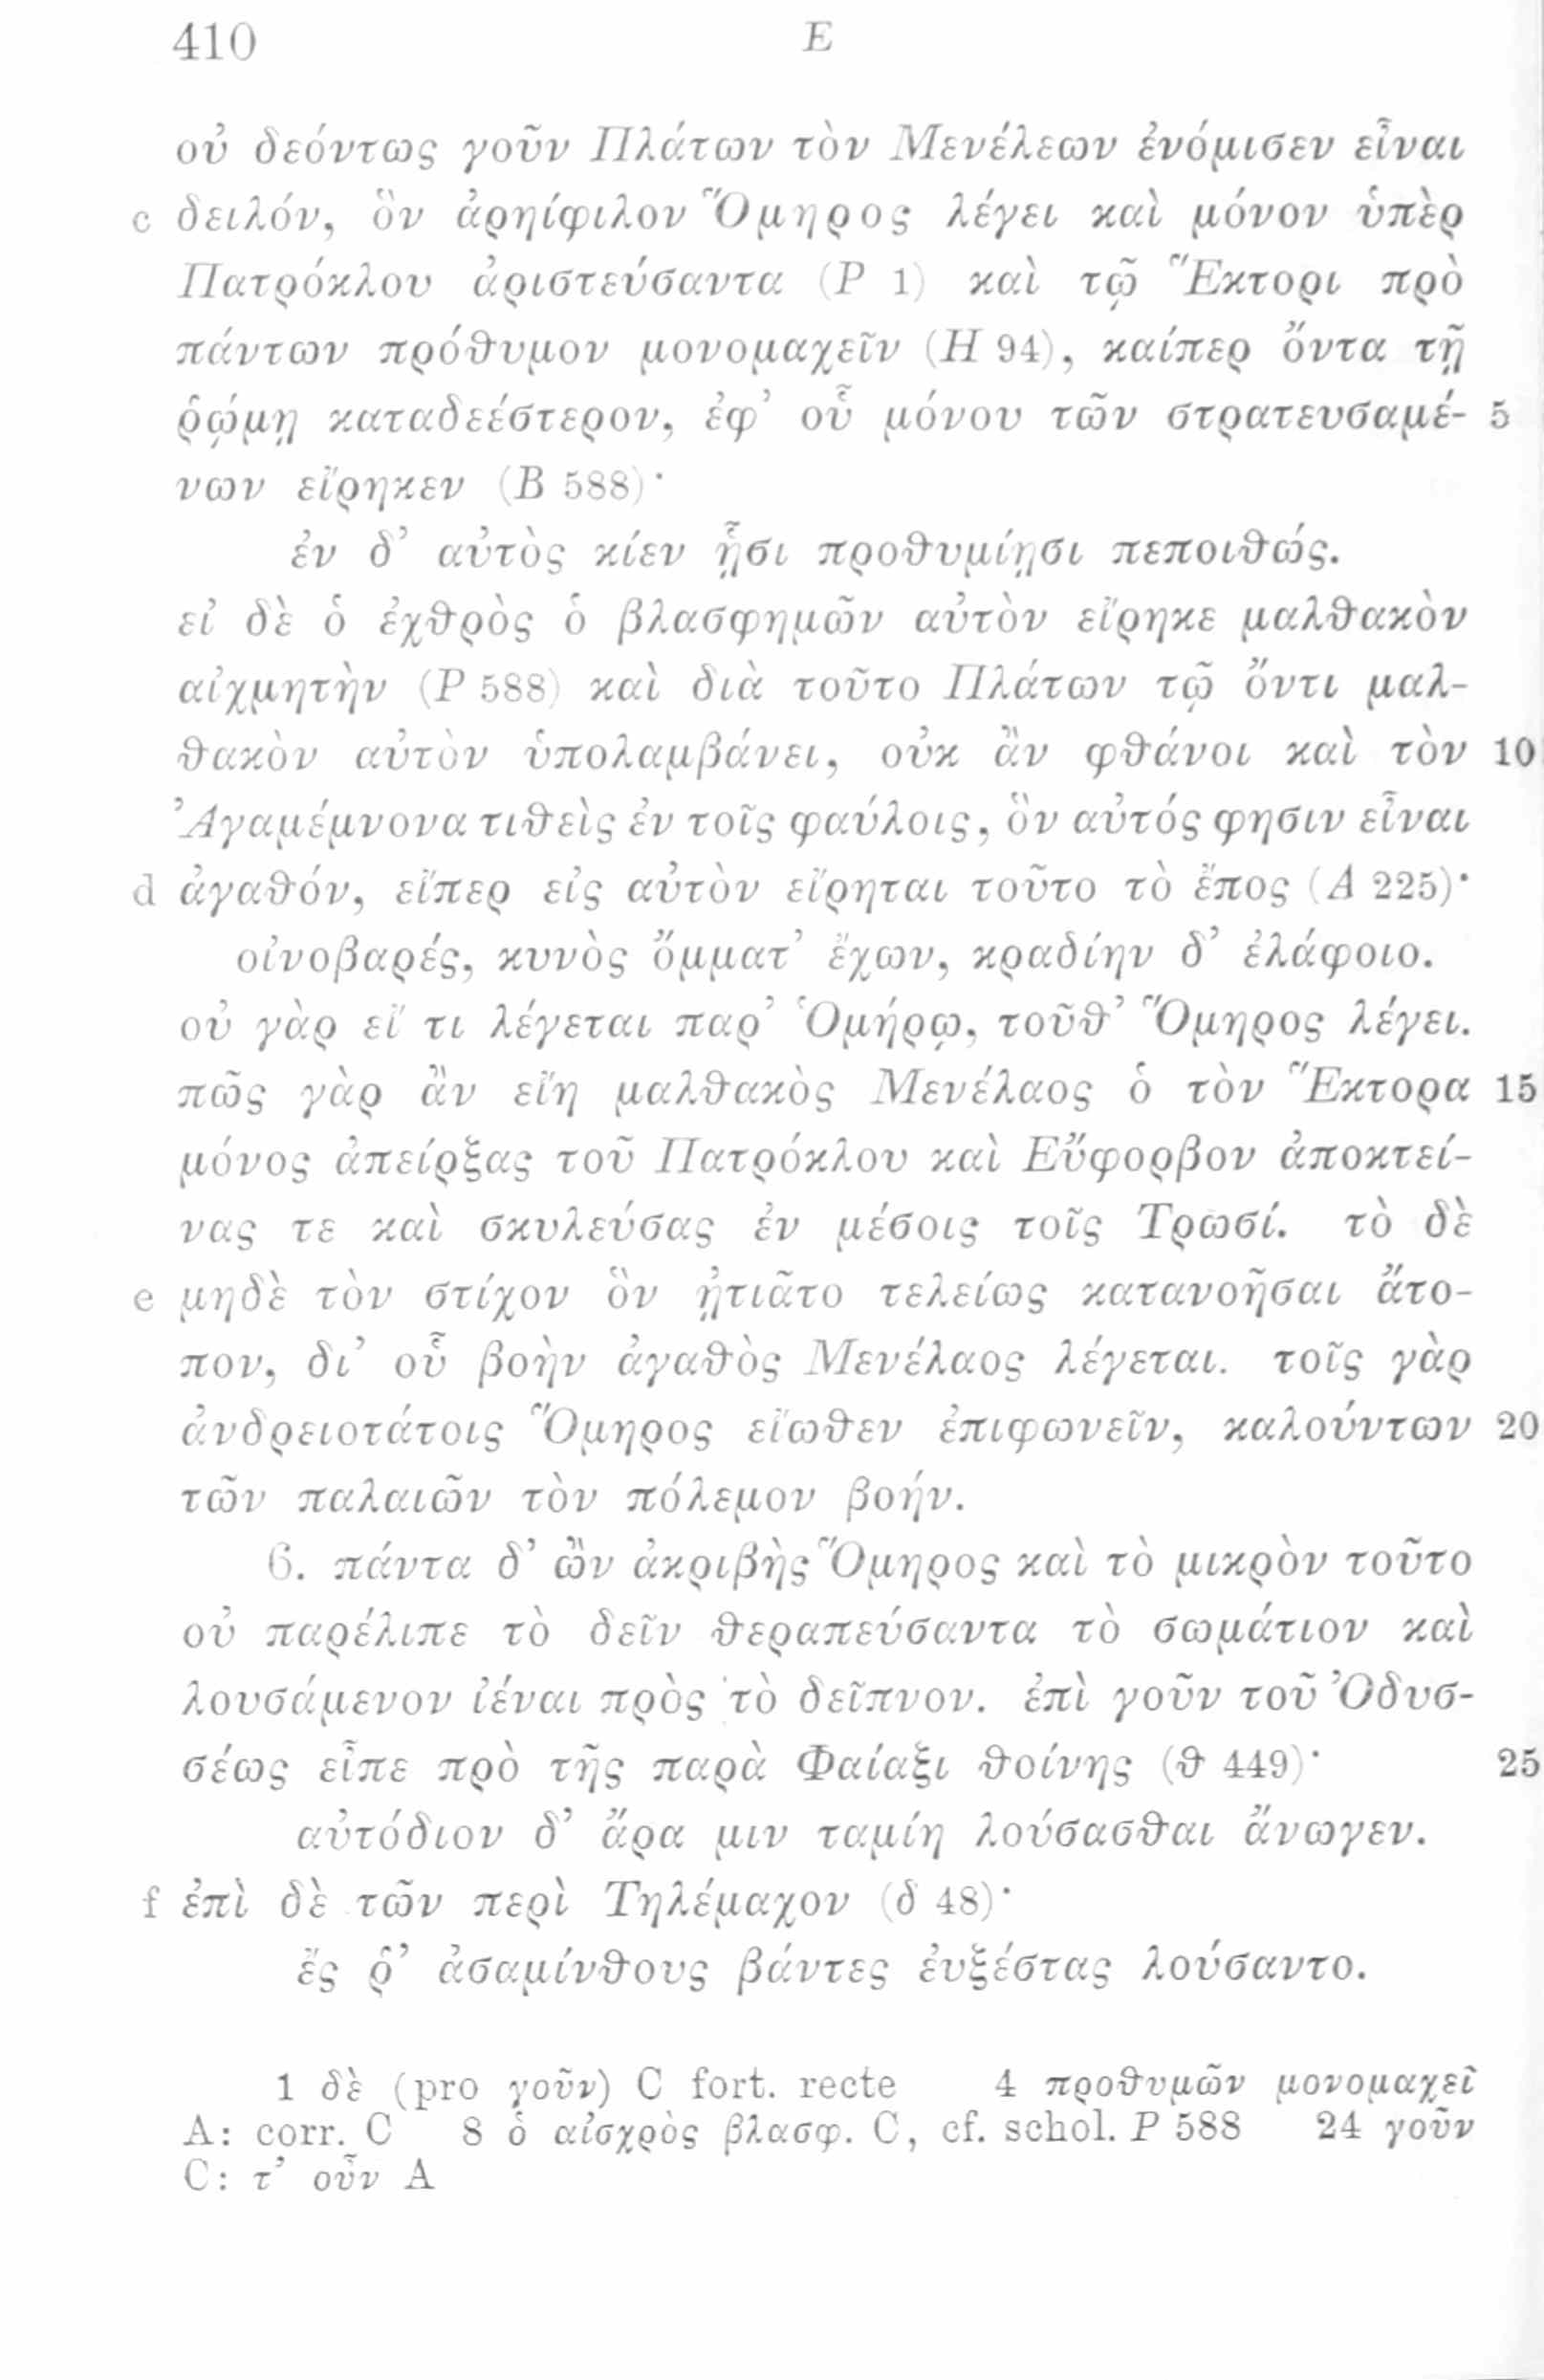 410 E
οὐ δεόντως γοῦν Πλάτων τὸν Μενέλεων ἐνόμισεν εἶναι
c δειλόν, ὃν ἀρηίφιλον Ὅμηρος λέγει καὶ μόνον ὑπὲρ
Πατρόκλου ἀριστεύσαντα (Ρ 1) καὶ τῷ Ἕκτορι πρὸ
πάντων πρόθυμον μονομαχεῖν (Η 94), καίπερ ὄντα τῇ
ῥώμῃ καταδεέστερον, ἐφ’ οὗ μόνου τῶν στρατευσαμέ- 5
νων εἴρηκεν (Β 588)·
ἐν δ’ αὐτὸς κίεν ᾗσι προθυμίῃσι πεποιθώς.
εἰ δὲ ὁ ἐχθρὸς ὁ βλασφημῶν αὐτὸν εἴρηκε μαλθακὸν
αἰχμητὴν (Ρ 588) καὶ διὰ τοῦτο Πλάτων τῷ ὄντι μαλ-
θακὸν αὐτὸν ὑπολαμβάνει, οὐκ ἂν φθάνοι καὶ τὸν 10
Ἀγαμέμνονα τιθεὶς ἐν τοῖς φαύλοις, ὃν αὐτός φησιν εἶναι
d ἀγαθόν, εἴπερ εἰς αὐτὸν εἴρηται τοῦτο τὸ ἔπος (Α 225)·
οἰνοβαρές, κυνὸς ὄμματ’ ἔχων, κραδίην δ’ ἐλάφοιο.
οὐ γὰρ εἴ τι λέγεται παρ’ Ὁμήρῳ, τοῦθ’ Ὅμηρος λέγει.
πῶς γὰρ ἂν εἴη μαλθακὸς Μενέλαος ὁ τὸν Ἕκτορα 15
μόνος ἀπείρξας τοῦ Πατρόκλου καὶ Εὔφορβον ἀποκτεί-
νας τε καὶ σκυλεύσας ἐν μέσοις τοῖς Τρωσί. τὸ δὲ
e μηδὲ τὸν στίχον ὃν ᾐτιᾶτο τελείως κατανοῆσαι ἄτο-
πον, δι’ οὗ βοὴν ἀγαθὸς Μενέλαος λέγεται. τοῖς γὰρ
ἀνδρειοτάτοις Ὅμηρος εἴωθεν ἐπιφωνεῖν, καλούντων 20
τῶν παλαιῶν τὸν πόλεμον βοήν.
6. πάντα δ’ ὢν ἀκριβὴς Ὅμηρος καὶ τὸ μικρὸν τοῦτο
οὐ παρέλιπε τὸ δεῖν θεραπεύσαντα τὸ σωμάτιον καὶ
λουσάμενον ἰέναι πρὸς τὸ δεῖπνον. ἐπὶ γοῦν τοῦ Ὀδυσ-
σέως εἶπε πρὸ τῆς παρὰ Φαίαξι θοίνης (θ 449)· 25
αὐτόδιον δ’ ἄρα μιν ταμίη λούσασθαι ἄνωγεν.
f ἐπὶ δὲ τῶν περὶ Τηλέμαχον (δ 48)·
ἔς ῥ’ ἀσαμίνθους βάντες ἐυξέστας λούσαντο.
1 δὲ (pro γοῦν) C fort. recte 4 προθυμῶν μονομαχεῖ
A: corr. C 8 ὁ αἰσχρὸς βλασφ. C, cf. schol. Ρ 588 24 γοῦν
C: τ’ οὖν A